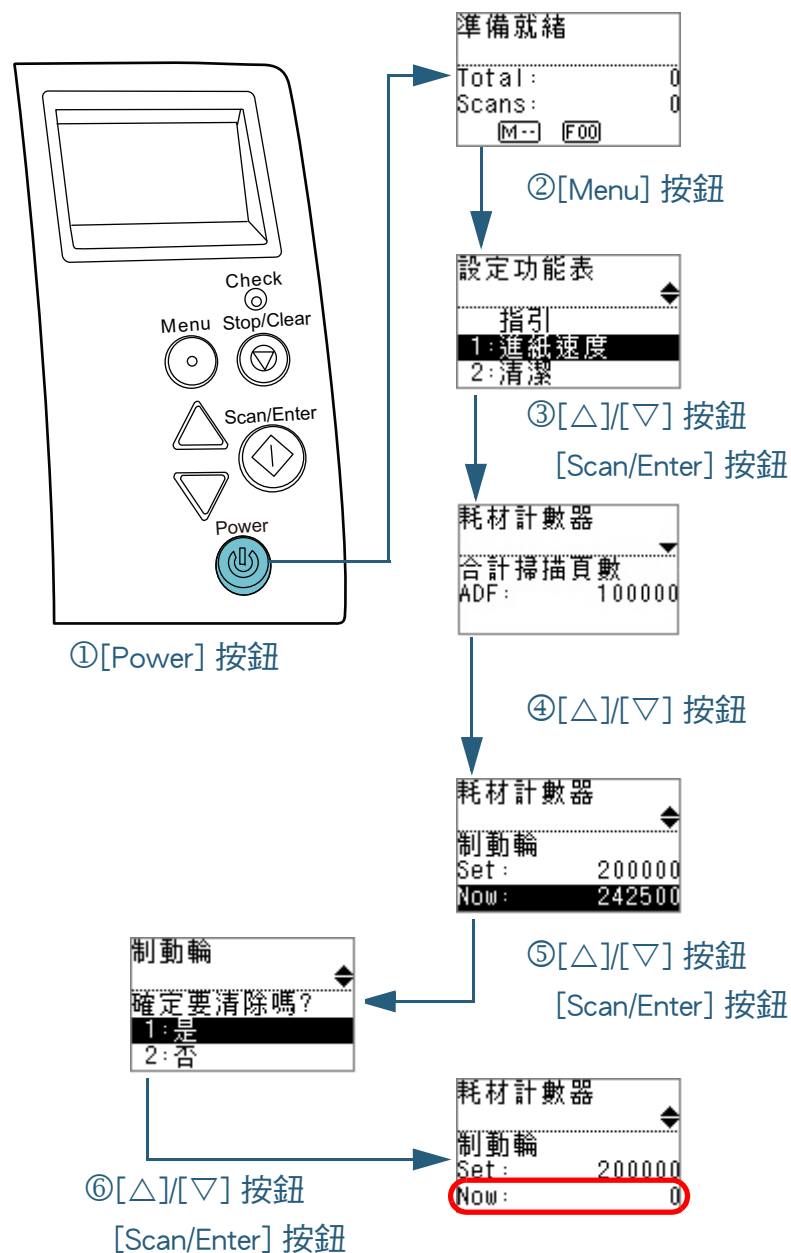 準備就緒
Total: 0
Scans: 0
M-- F00
②[Menu] 按鈕
Check
Menu Stop/Clear
Scan/Enter
Power
①[Power] 按鈕
設定功能表
指引
1:進紙速度
2:清潔
③[△]/[▽] 按鈕
[Scan/Enter] 按鈕
耗材計數器
合計掃描頁數
ADF: 100000
④[△]/[▽] 按鈕
耗材計數器
制動輪
Set: 200000
Now: 242500
⑤[△]/[▽] 按鈕
[Scan/Enter] 按鈕
制動輪
確定要清除嗎?
1:是
2:否
⑥[△]/[▽] 按鈕
[Scan/Enter] 按鈕
耗材計數器
制動輪
Set: 200000
Now: 0